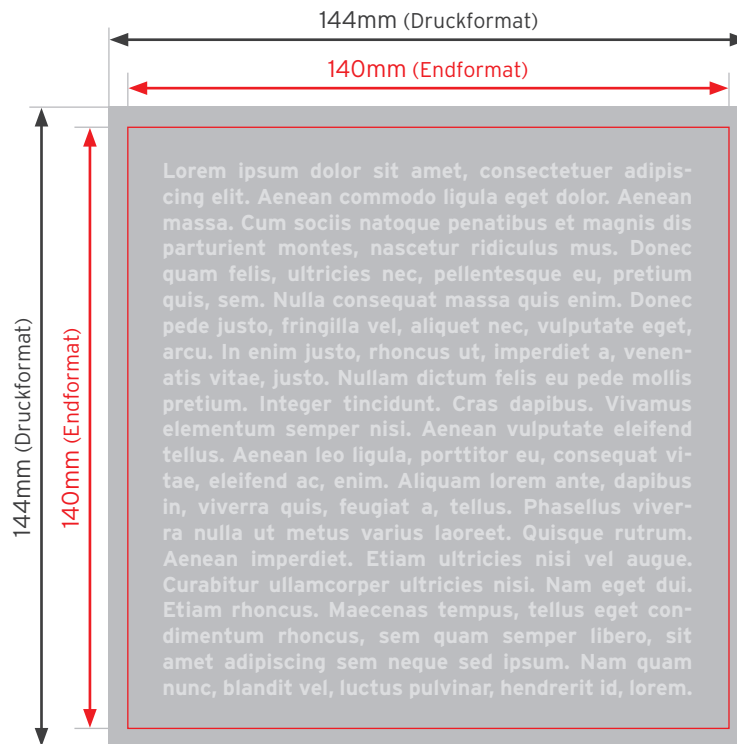 144mm (Druckformat)
140mm (Endformat)
144mm (Druckformat)
140mm (Endformat)
Lorem ipsum dolor sit amet, consectetuer adipis-
cing elit. Aenean commodo ligula eget dolor. Aenean
massa. Cum sociis natoque penatibus et magnis dis
parturient montes, nascetur ridiculus mus. Donec
quam felis, ultricies nec, pellentesque eu, pretium
quis, sem. Nulla consequat massa quis enim. Donec
pede justo, fringilla vel, aliquet nec, vulputate eget,
arcu. In enim justo, rhoncus ut, imperdiet a, venen-
atis vitae, justo. Nullam dictum felis eu pede mollis
pretium. Integer tincidunt. Cras dapibus. Vivamus
elementum semper nisi. Aenean vulputate eleifend
tellus. Aenean leo ligula, porttitor eu, consequat vi-
tae, eleifend ac, enim. Aliquam lorem ante, dapibus
in, viverra quis, feugiat a, tellus. Phasellus viver-
ra nulla ut metus varius laoreet. Quisque rutrum.
Aenean imperdiet. Etiam ultricies nisi vel augue.
Curabitur ullamcorper ultricies nisi. Nam eget dui.
Etiam rhoncus. Maecenas tempus, tellus eget con-
dimentum rhoncus, sem quam semper libero, sit
amet adipiscing sem neque sed ipsum. Nam quam
nunc, blandit vel, luctus pulvinar, hendrerit id, lorem.